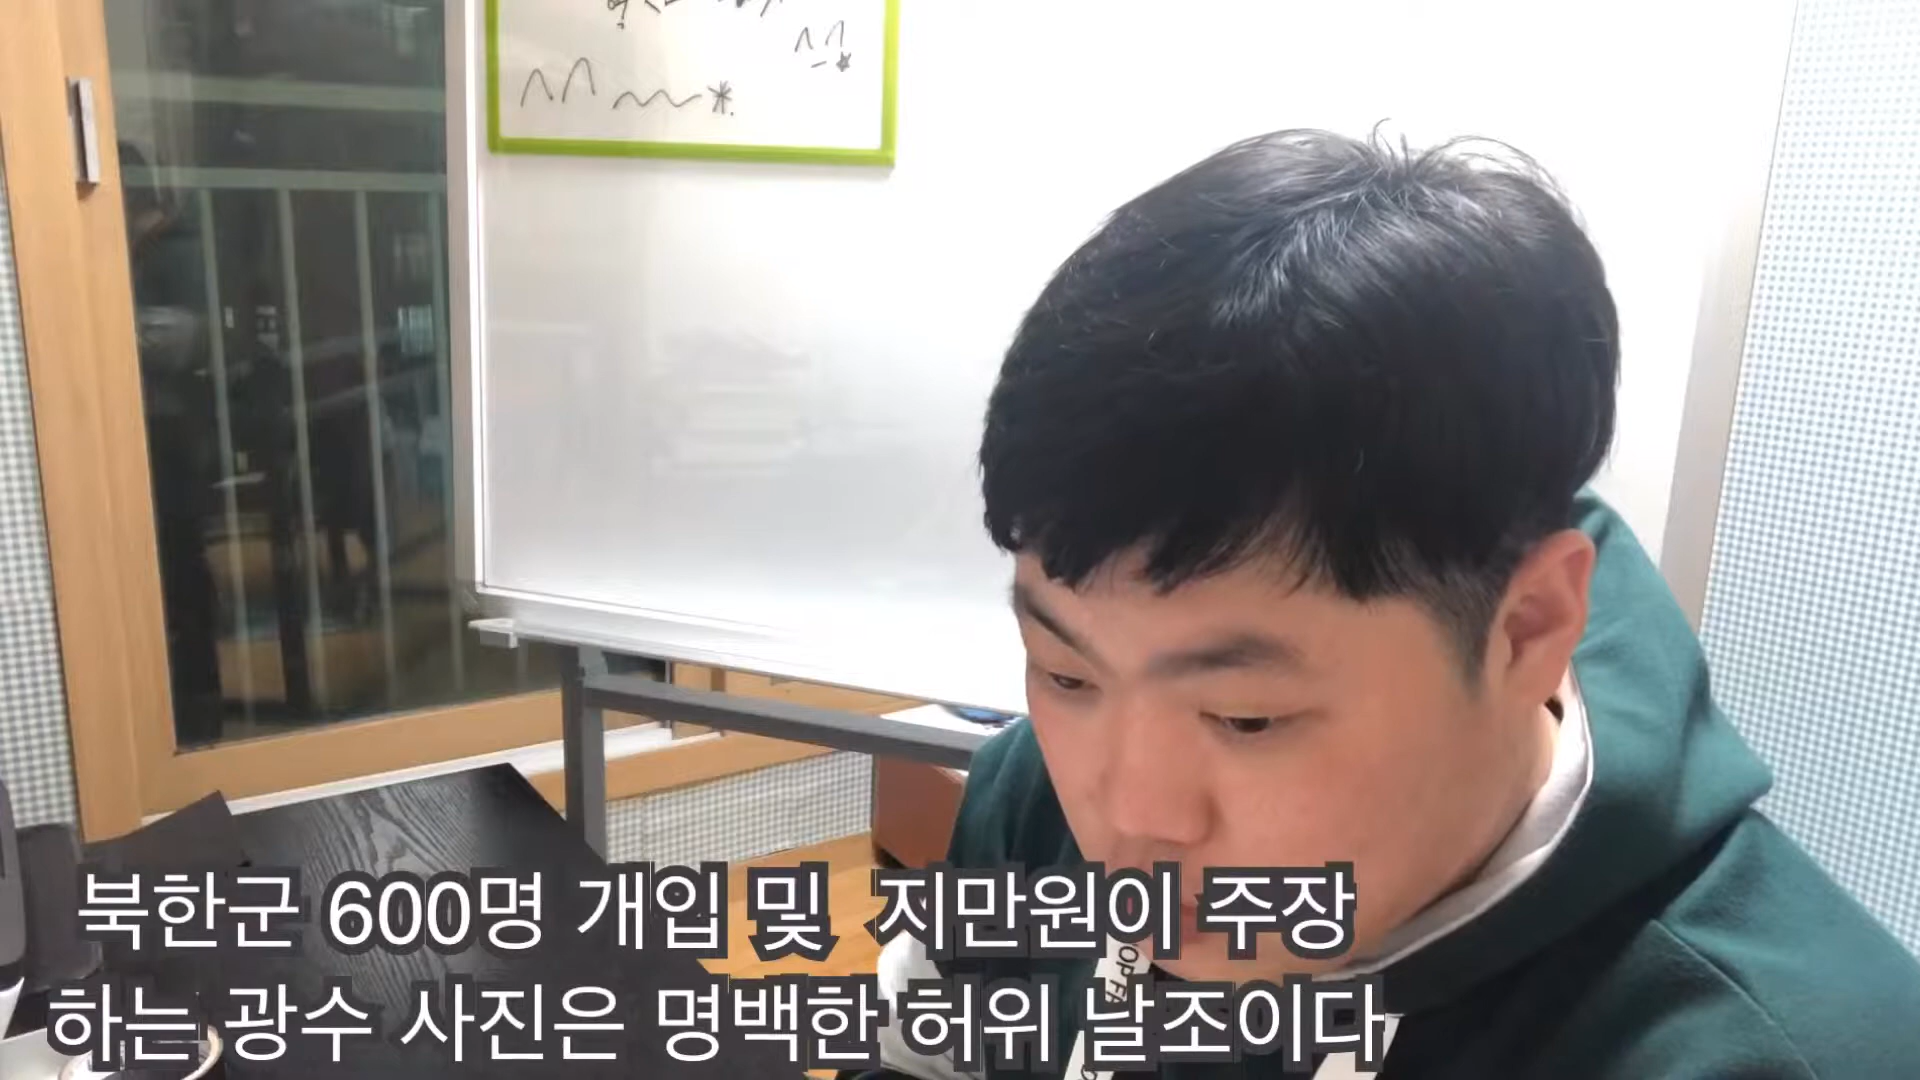 북한군 600명 개입 및 지만원이 주장
하는 광수 사진은 명백한 허위 날조이다